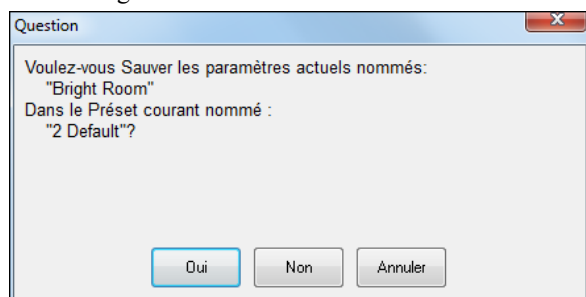 Question
Voulez-vous Sauver les paramètres actuels nommés:
"Bright Room"
Dans le Préset courant nommé :
"2 Default"?
Oui
Non
Annuler